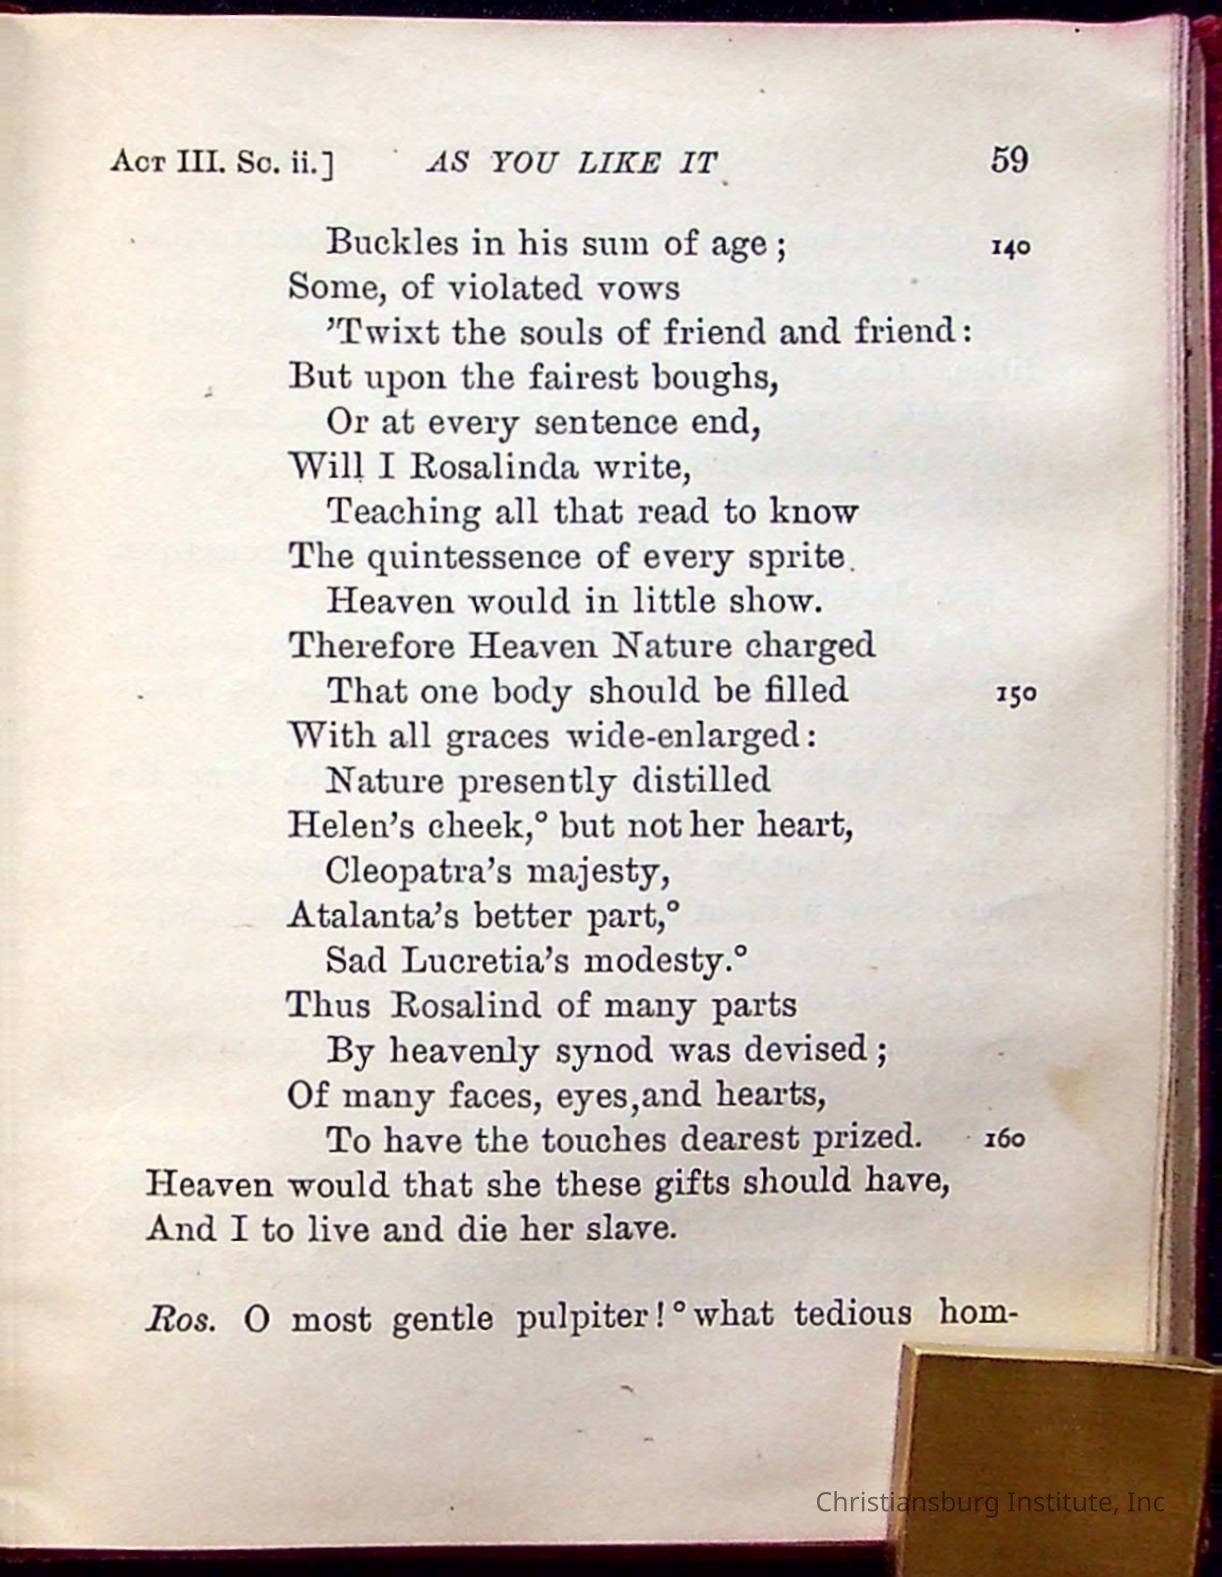 Act III. Sc. ii.] AS YOU LIKE IT 59
Buckles in his sum of age; 140
Some, of violated vows
'Twixt the souls of friend and friend:
But upon the fairest boughs,
Or at every sentence end,
Will I Rosalinda write,
Teaching all that read to know
The quintessence of every sprite
Heaven would in little show.
Therefore Heaven Nature charged
That one body should be filled 150
With all graces wide-enlarged:
Nature presently distilled
Helen's cheek,° but not her heart,
Cleopatra's majesty,
Atalanta's better part,°
Sad Lucretia's modesty.°
Thus Rosalind of many parts
By heavenly synod was devised;
Of many faces, eyes, and hearts,
To have the touches dearest prized. 160
Heaven would that she these gifts should have,
And I to live and die her slave.
Ros. O most gentle pulpiter!° what tedious hom-
Christiansburg Institute, Inc